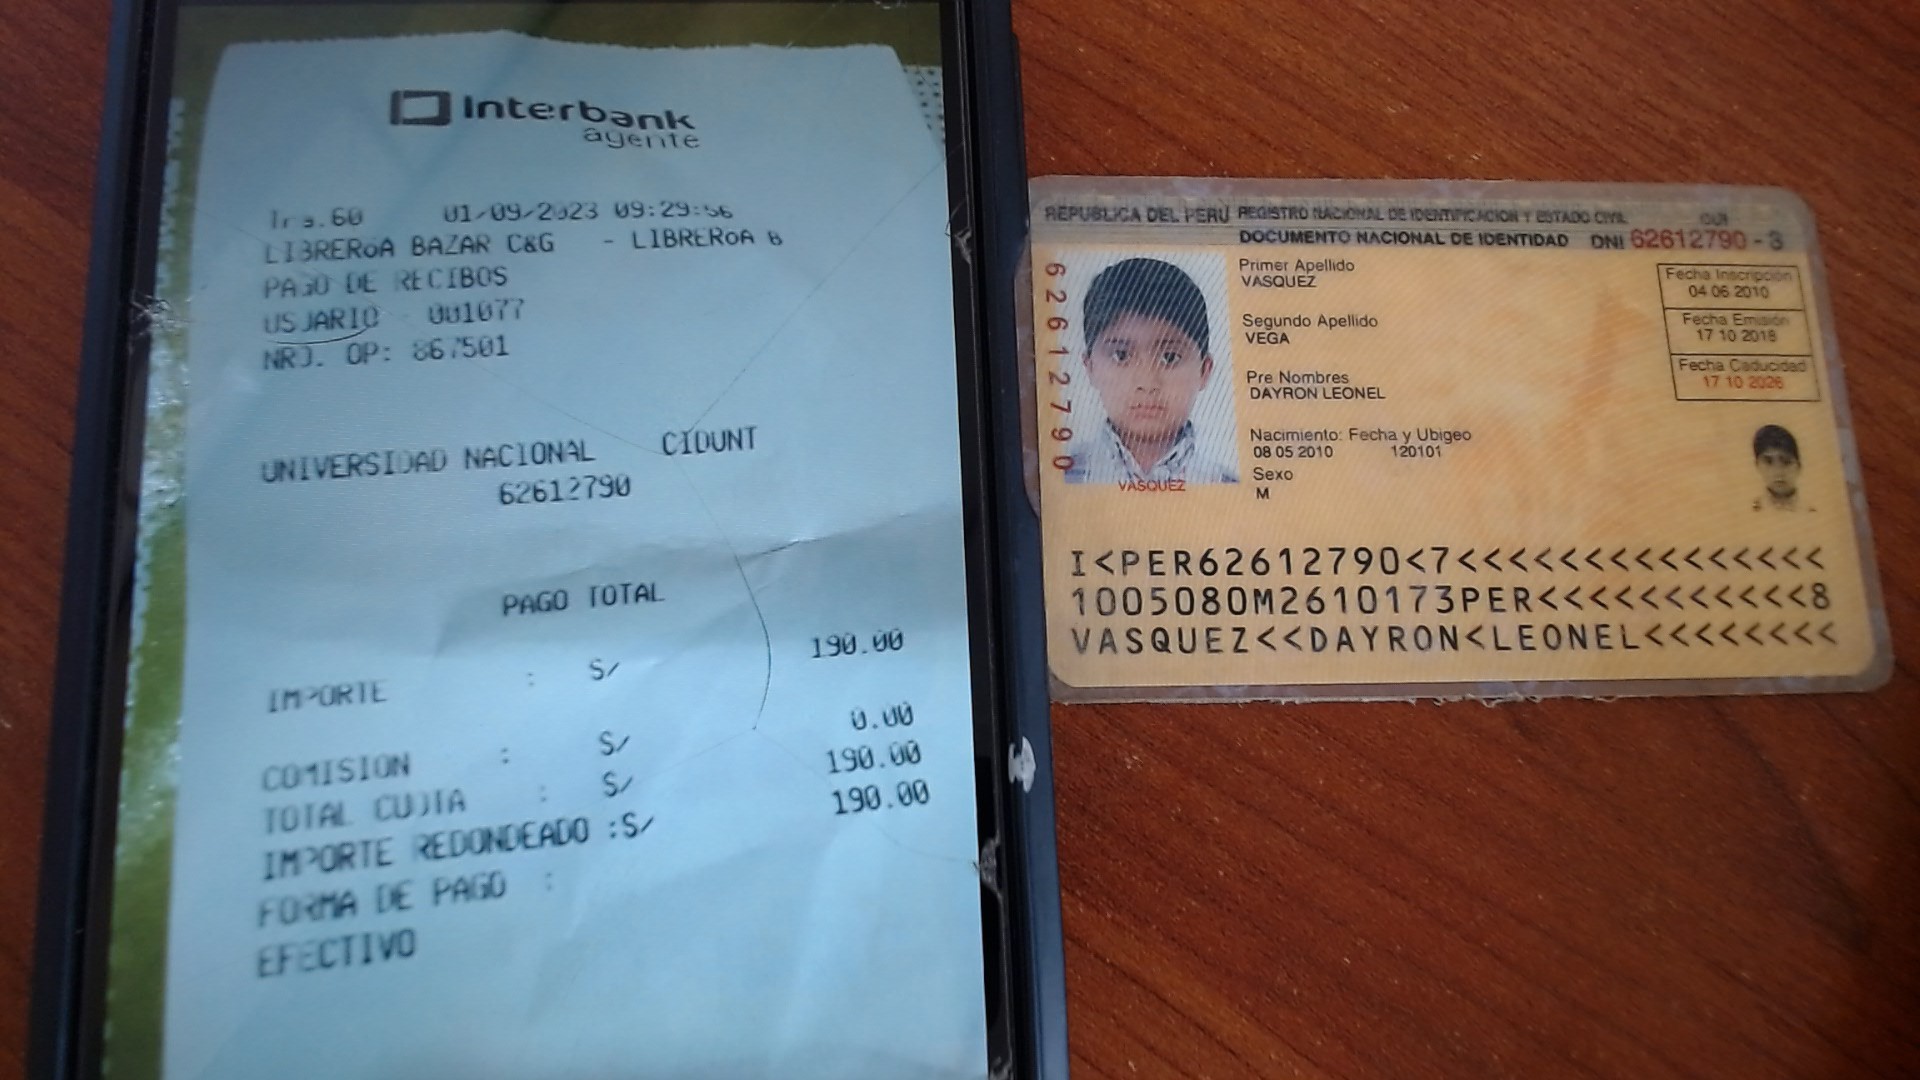 Interbank
agente
Tra.60 01/09/2023 09:29:56
LIBREROA BAZAR C&G - LIBREROA B
PAGO DE RECIBOS
USUARIO 001077
NRO. OP: 867501
UNIVERSIDAD NACIONAL CIDUNT
62612790
PAGO TOTAL
IMPORTE : S/ 190.00
COMISION : S/ 0.00
TOTAL CUOTA : S/ 190.00
IMPORTE REDONDEADO :S/ 190.00
FORMA DE PAGO :
EFECTIVO
REPUBLICA DEL PERU REGISTRO NACIONAL DE IDENTIFICACION Y ESTADO CIVIL CUI
DOCUMENTO NACIONAL DE IDENTIDAD DNI 62612790 - 3
62612790
Primer Apellido
VASQUEZ
Segundo Apellido
VEGA
Pre Nombres
DAYRON LEONEL
Nacimiento: Fecha y Ubigeo
08 05 2010 120101
Sexo
M
VASQUEZ
Fecha Inscripción
04 06 2010
Fecha Emisión
17 10 2018
Fecha Caducidad
17 10 2026
I<PER62612790<7<<<<<<<<<<<<<<<
1005080M2610173PER<<<<<<<<<<<8
VASQUEZ<<DAYRON<LEONEL<<<<<<<<